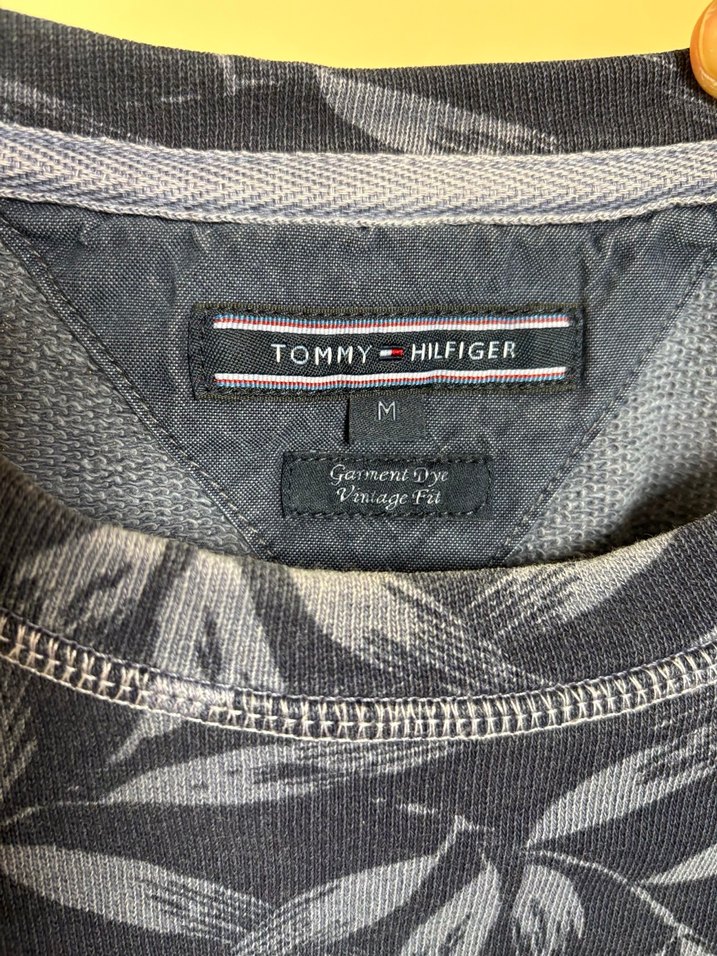 TOMMY HILFIGER
M
Garment Dye
Vintage Fit